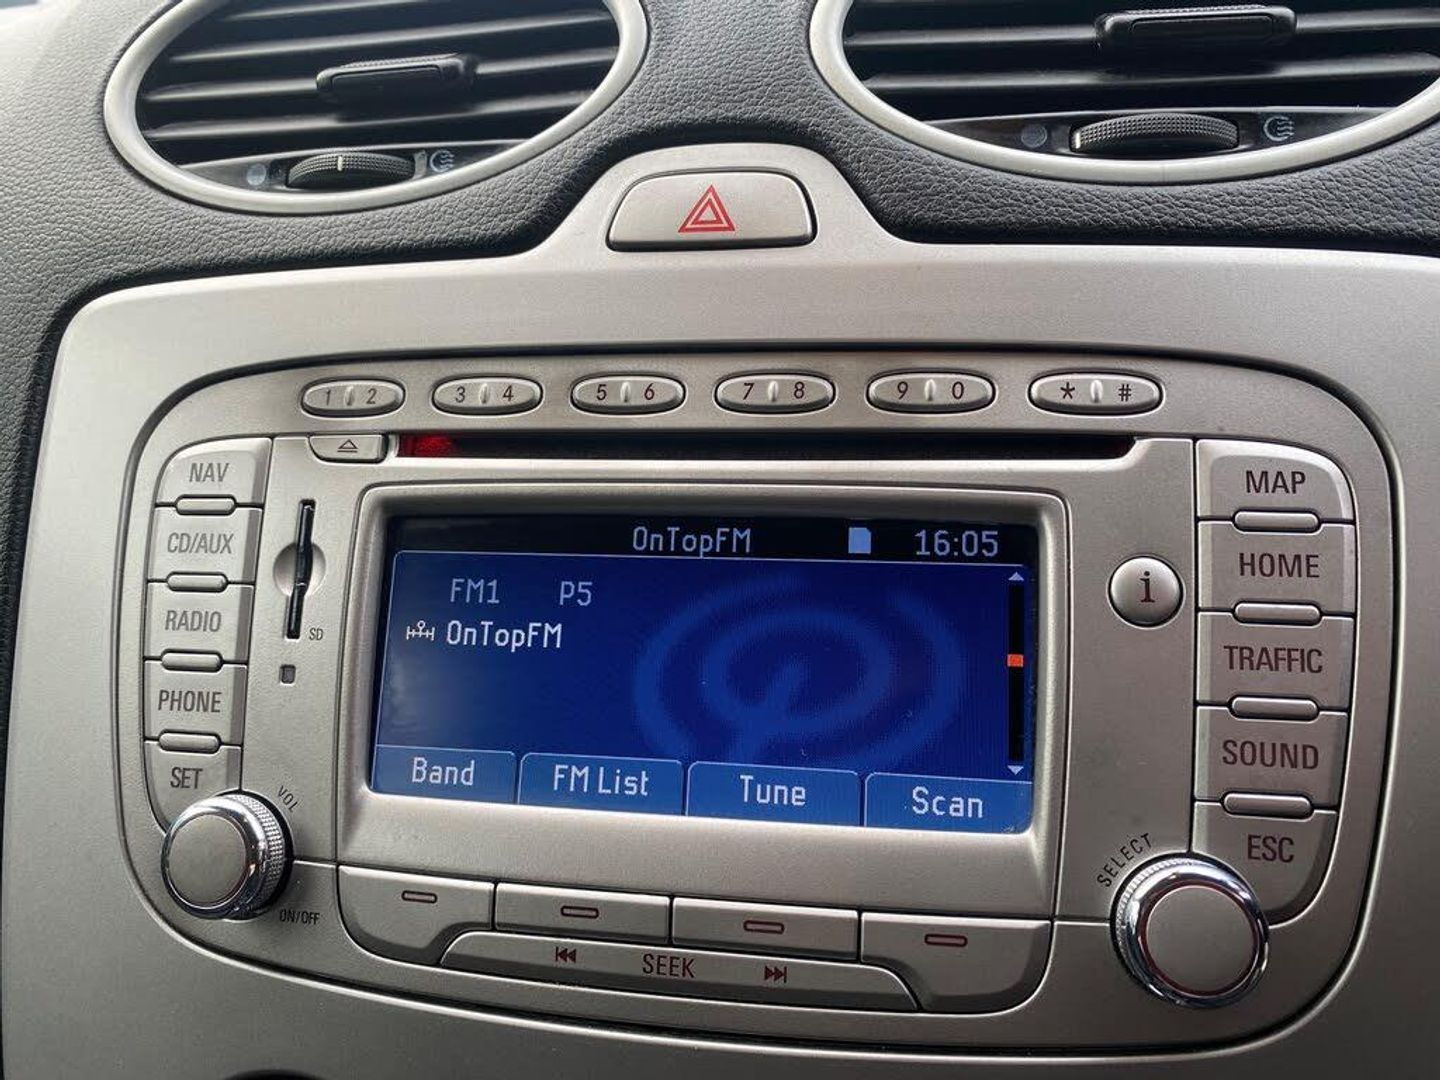 1 2 3 4 5 6 7 8 9 0 * #
NAV
CD/AUX
RADIO
PHONE
SET
SD
VOL
ON/OFF
OnTopFM 16:05
FM1 P5
OnTopFM
Band FM List Tune Scan
SEEK
i
MAP
HOME
TRAFFIC
SOUND
ESC
SELECT